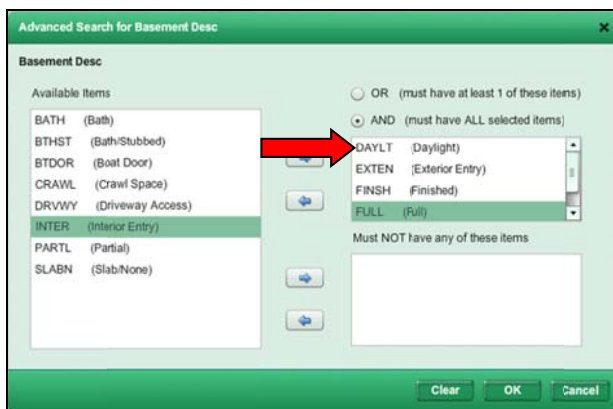 Advanced Search for Basement Desc
Basement Desc
Available Items
BATH (Bath)
BTHST (Bath/Stubbed)
BTDOR (Boat Door)
CRAWL (Crawl Space)
DRVWY (Driveway Access)
INTER (Interior Entry)
PARTL (Partial)
SLABN (Slab/None)
OR (must have at least 1 of these items)
AND (must have ALL selected items)
DAYLT (Daylight)
EXTEN (Exterior Entry)
FINSH (Finished)
FULL (Full)
Must NOT have any of these items
Clear OK Cancel